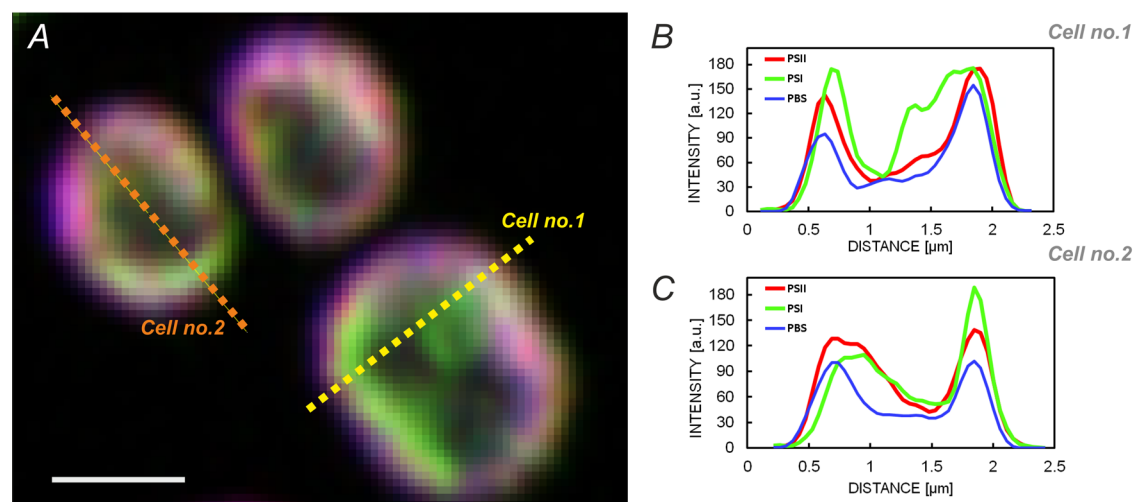 A
Cell no.1
Cell no.2
B
Cell no.1
PSII
PSI
PBS
INTENSITY [a.u.]
180
150
120
90
60
30
0
0
0.5
1
1.5
2
2.5
DISTANCE [µm]
C
Cell no.2
PSII
PSI
PBS
INTENSITY [a.u.]
180
150
120
90
60
30
0
0
0.5
1
1.5
2
2.5
DISTANCE [µm]